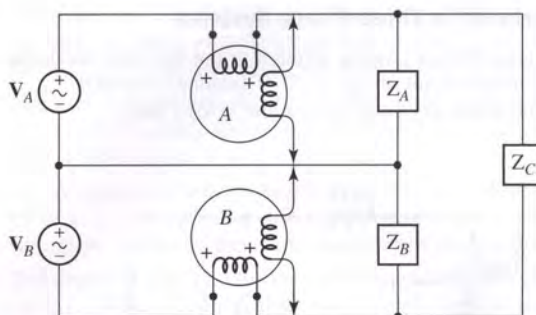 V_A + ~ −
+ + A
Z_A
Z_C
V_B + ~ −
B + +
Z_B